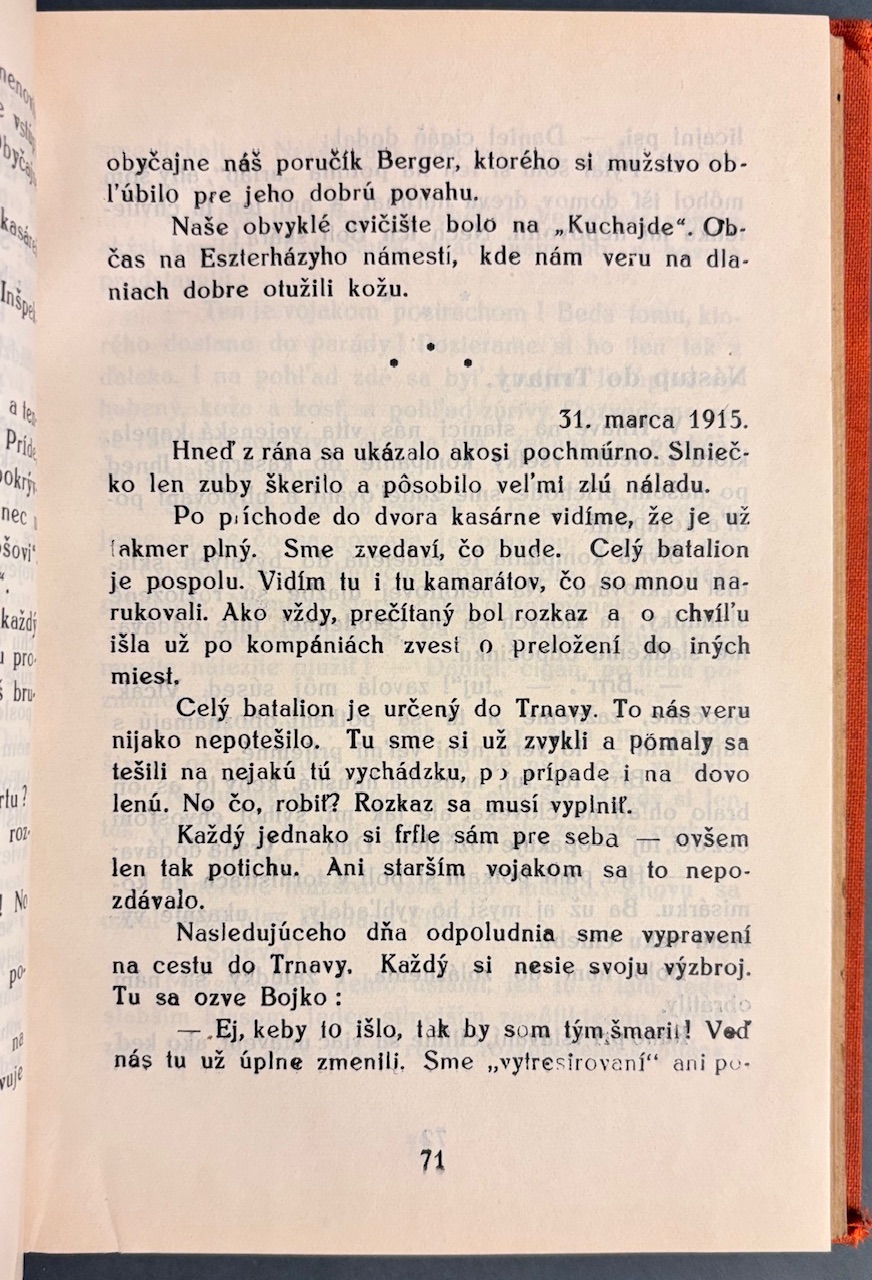 obyčajne náš poručík Berger, ktorého si mužstvo ob-
ľúbilo pre jeho dobrú povahu.
Naše obvyklé cvičište bolo na „Kuchajde“. Ob-
čas na Eszterházyho námestí, kde nám veru na dla-
niach dobre otužili kožu.
31. marca 1915.
Hneď z rána sa ukázalo akosi pochmúrno. Slnieč-
ko len zuby škerilo a pôsobilo veľmi zlú náladu.
Po príchode do dvora kasárne vidíme, že je už
takmer plný. Sme zvedaví, čo bude. Celý batalion
je pospolu. Vidím tu i tu kamarátov, čo so mnou na-
rukovali. Ako vždy, prečítaný bol rozkaz a o chvíľu
išla už po kompániách zvest o preložení do iných
miest.
Celý batalion je určený do Trnavy. To nás veru
nijako nepotešilo. Tu sme si už zvykli a pomaly sa
tešili na nejakú tú vychádzku, po prípade i na dovo
lenú. No čo, robiť? Rozkaz sa musí vyplniť.
Každý jednako si frfle sám pre seba — ovšem
len tak potichu. Ani starším vojakom sa to nepo-
zdávalo.
Nasledujúceho dňa odpoludnia sme vypravení
na cestu do Trnavy. Každý si nesie svoju výzbroj.
Tu sa ozve Bojko :
— Ej, keby to išlo, tak by som tým šmaril! Veď
nás tu už úplne zmenili. Sme „vytresirovaní“ ani po-
71